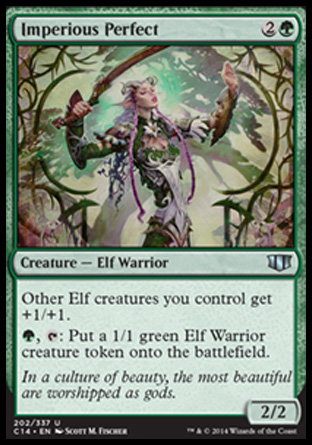 Imperious Perfect 2
Creature — Elf Warrior
Other Elf creatures you control get
+1/+1.
, : Put a 1/1 green Elf Warrior
creature token onto the battlefield.
In a culture of beauty, the most beautiful
are worshipped as gods.
2/2
202/337 U
C14 • EN Scott M. Fischer ™ & © 2014 Wizards of the Coast